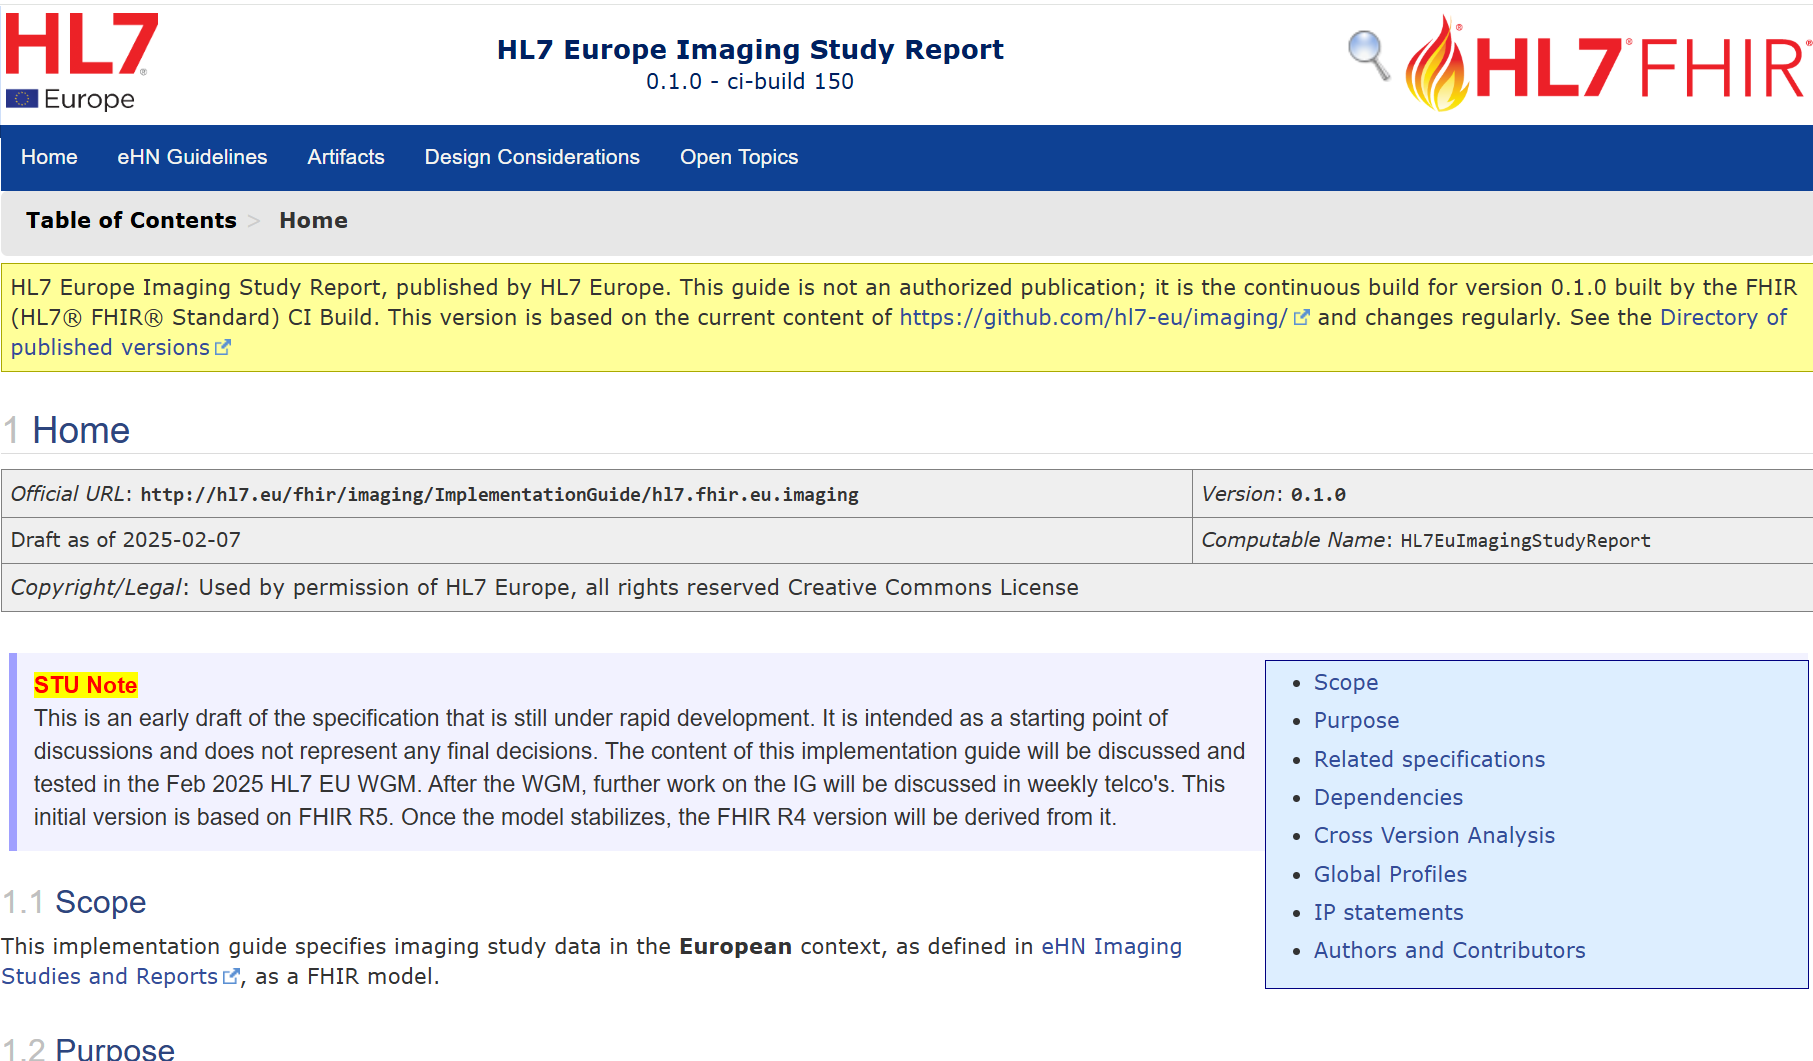 HL7®
Europe
HL7 Europe Imaging Study Report
0.1.0 - ci-build 150
® HL7® FHIR®
Home eHN Guidelines Artifacts Design Considerations Open Topics
Table of Contents > Home
HL7 Europe Imaging Study Report, published by HL7 Europe. This guide is not an authorized publication; it is the continuous build for version 0.1.0 built by the FHIR
(HL7® FHIR® Standard) CI Build. This version is based on the current content of https://github.com/hl7-eu/imaging/ and changes regularly. See the Directory of
published versions
1 Home
Official URL: http://hl7.eu/fhir/imaging/ImplementationGuide/hl7.fhir.eu.imaging Version: 0.1.0
Draft as of 2025-02-07 Computable Name: HL7EuImagingStudyReport
Copyright/Legal: Used by permission of HL7 Europe, all rights reserved Creative Commons License
STU Note
This is an early draft of the specification that is still under rapid development. It is intended as a starting point of
discussions and does not represent any final decisions. The content of this implementation guide will be discussed and
tested in the Feb 2025 HL7 EU WGM. After the WGM, further work on the IG will be discussed in weekly telco's. This
initial version is based on FHIR R5. Once the model stabilizes, the FHIR R4 version will be derived from it.
• Scope
• Purpose
• Related specifications
• Dependencies
• Cross Version Analysis
• Global Profiles
• IP statements
• Authors and Contributors
1.1 Scope
This implementation guide specifies imaging study data in the European context, as defined in eHN Imaging
Studies and Reports, as a FHIR model.
1.2 Purpose